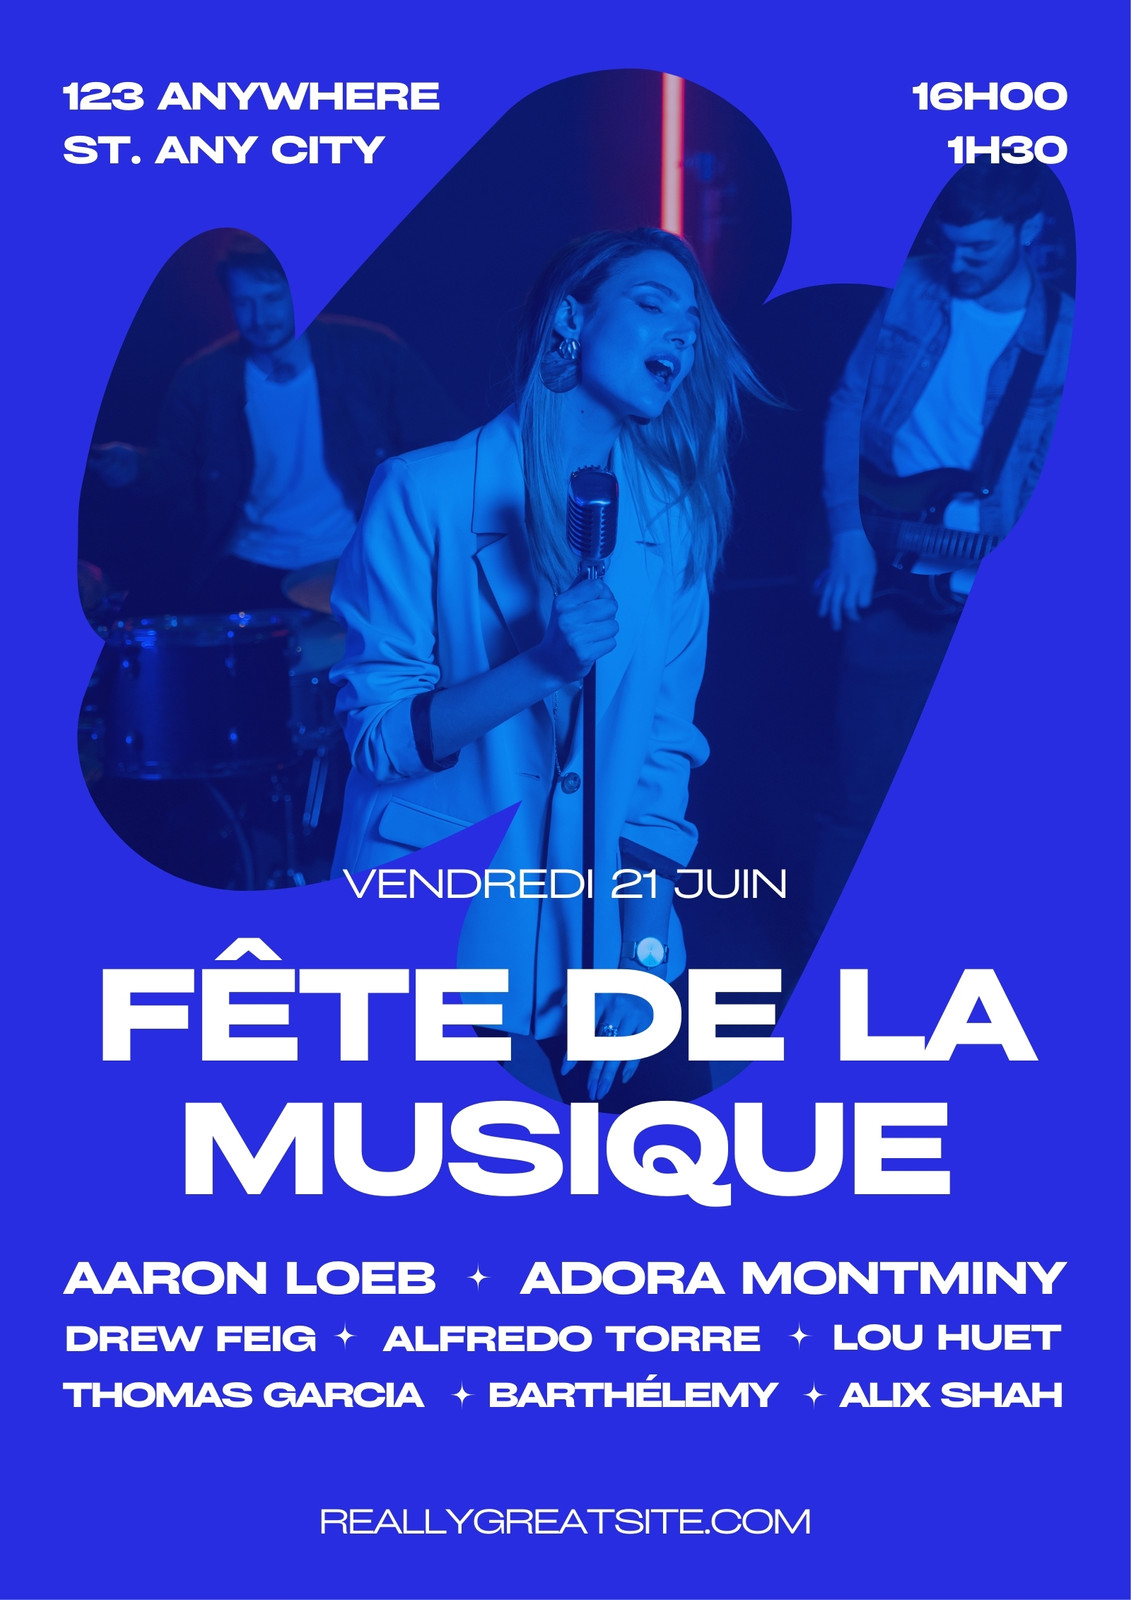 123 ANYWHERE
ST. ANY CITY
16H00
1H30
VENDREDI 21 JUIN
FÊTE DE LA
MUSIQUE
AARON LOEB ✦ ADORA MONTMINY
DREW FEIG ✦ ALFREDO TORRE ✦ LOU HUET
THOMAS GARCIA ✦ BARTHÉLEMY ✦ ALIX SHAH
REALLYGREATSITE.COM